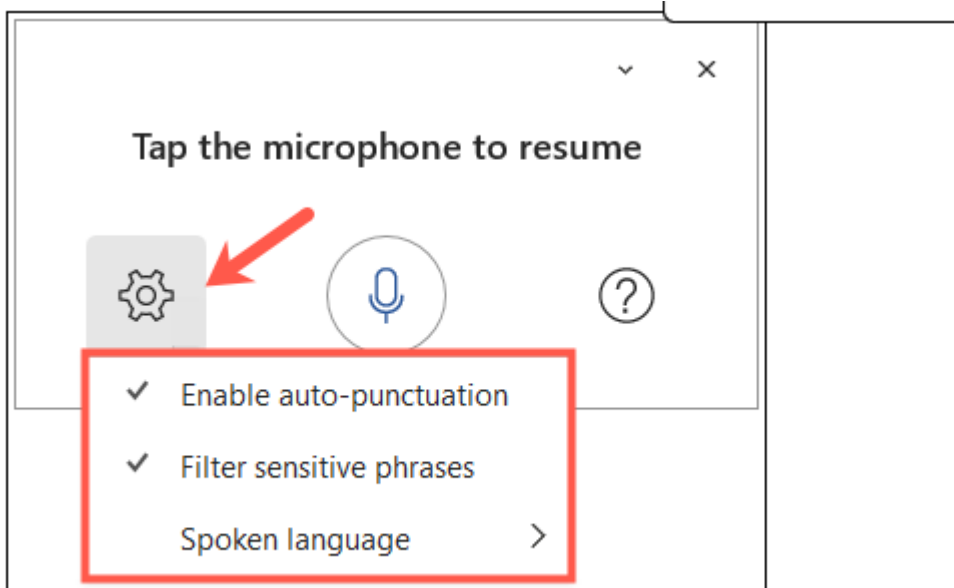 Tap the microphone to resume
Enable auto-punctuation
Filter sensitive phrases
Spoken language